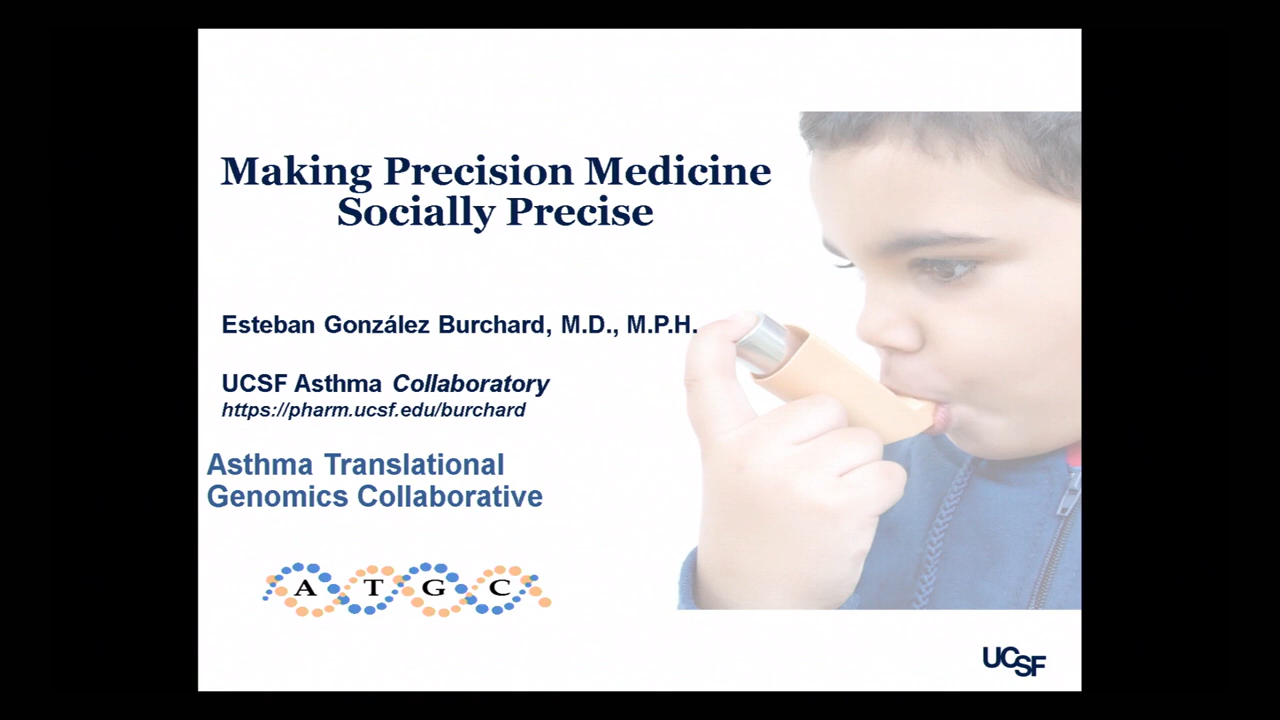 Making Precision Medicine
Socially Precise
Esteban González Burchard, M.D., M.P.H.
UCSF Asthma Collaboratory
https://pharm.ucsf.edu/burchard
Asthma Translational
Genomics Collaborative
A T G C
UCSF